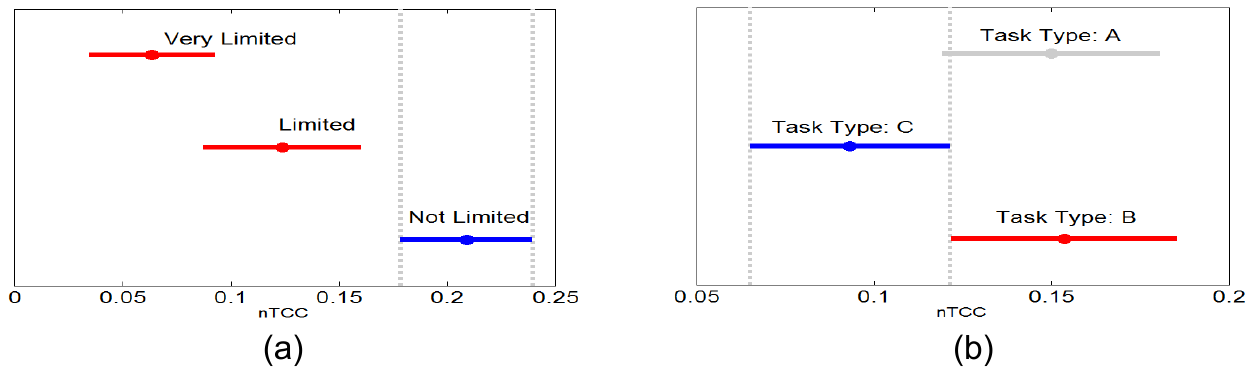 Very Limited
Limited
Not Limited
0 0.05 0.1 0.15 0.2 0.25
nTCC
(a)
Task Type: A
Task Type: C
Task Type: B
0.05 0.1 0.15 0.2
nTCC
(b)